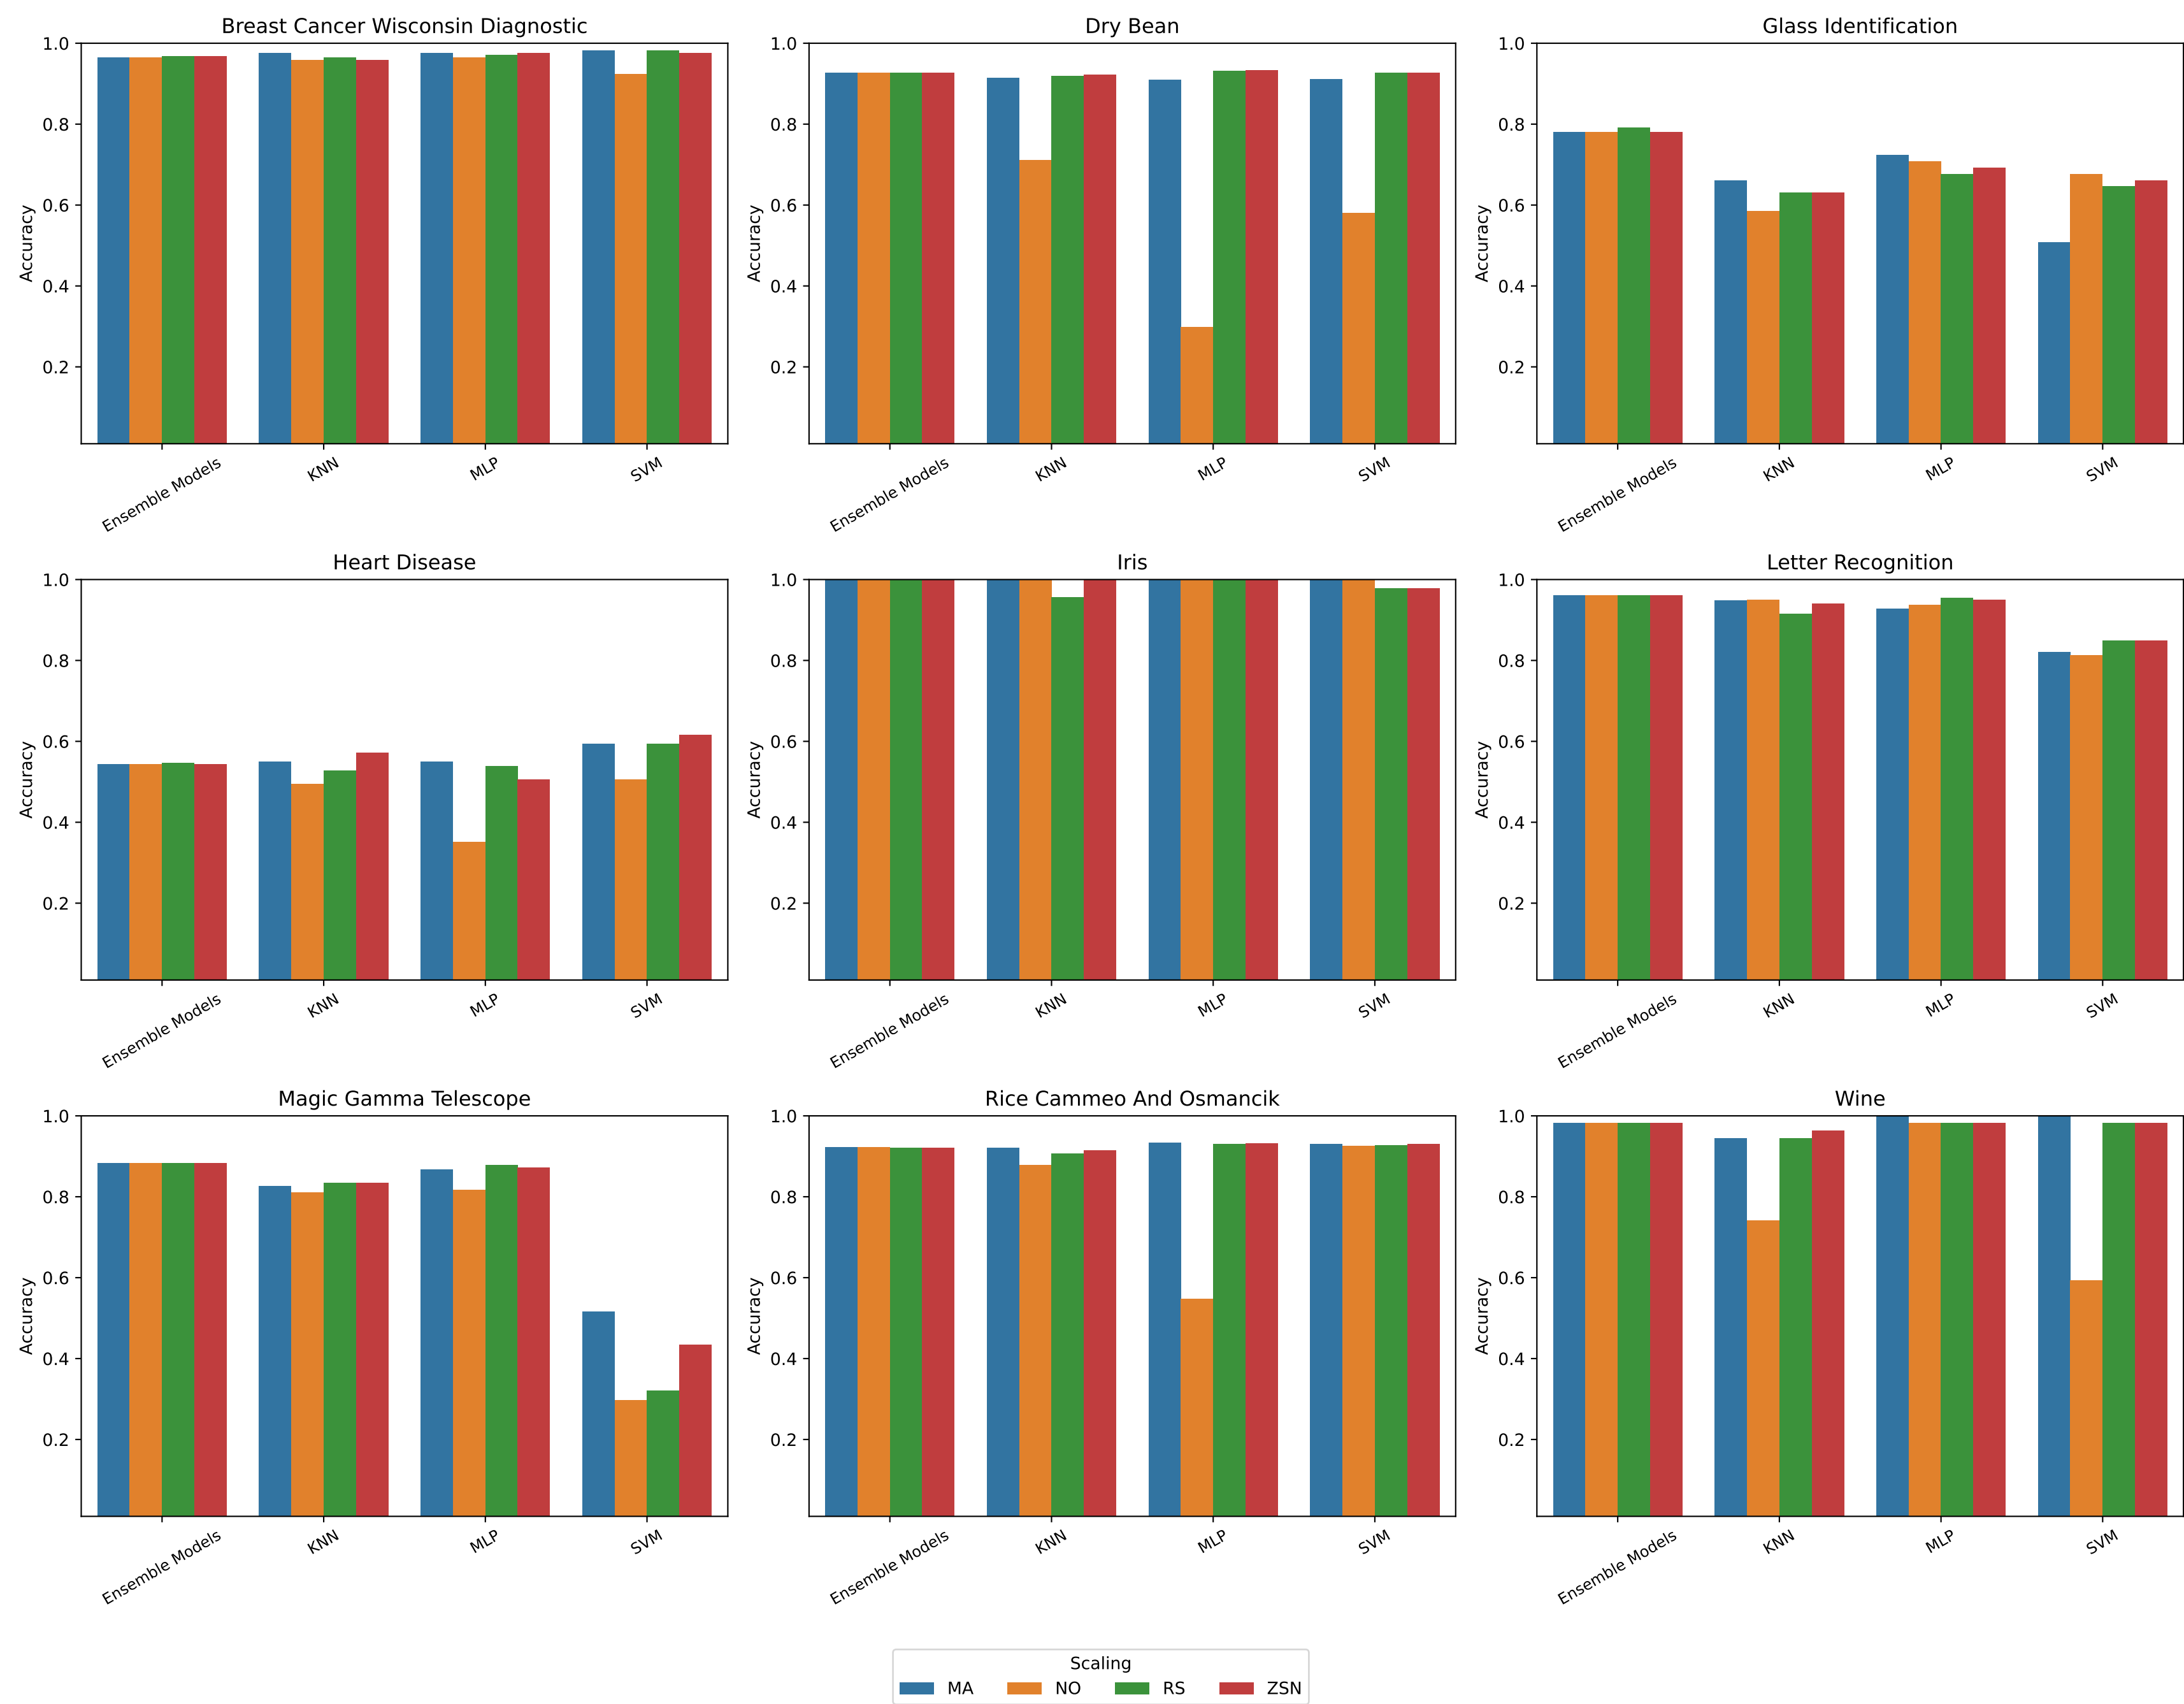 Breast Cancer Wisconsin Diagnostic
Accuracy
1.0
0.8
0.6
0.4
0.2
Ensemble Models
KNN
MLP
SVM
Dry Bean
Accuracy
1.0
0.8
0.6
0.4
0.2
Ensemble Models
KNN
MLP
SVM
Glass Identification
Accuracy
1.0
0.8
0.6
0.4
0.2
Ensemble Models
KNN
MLP
SVM
Heart Disease
Accuracy
1.0
0.8
0.6
0.4
0.2
Ensemble Models
KNN
MLP
SVM
Iris
Accuracy
1.0
0.8
0.6
0.4
0.2
Ensemble Models
KNN
MLP
SVM
Letter Recognition
Accuracy
1.0
0.8
0.6
0.4
0.2
Ensemble Models
KNN
MLP
SVM
Magic Gamma Telescope
Accuracy
1.0
0.8
0.6
0.4
0.2
Ensemble Models
KNN
MLP
SVM
Rice Cammeo And Osmancik
Accuracy
1.0
0.8
0.6
0.4
0.2
Ensemble Models
KNN
MLP
SVM
Wine
Accuracy
1.0
0.8
0.6
0.4
0.2
Ensemble Models
KNN
MLP
SVM
Scaling
MA NO RS ZSN